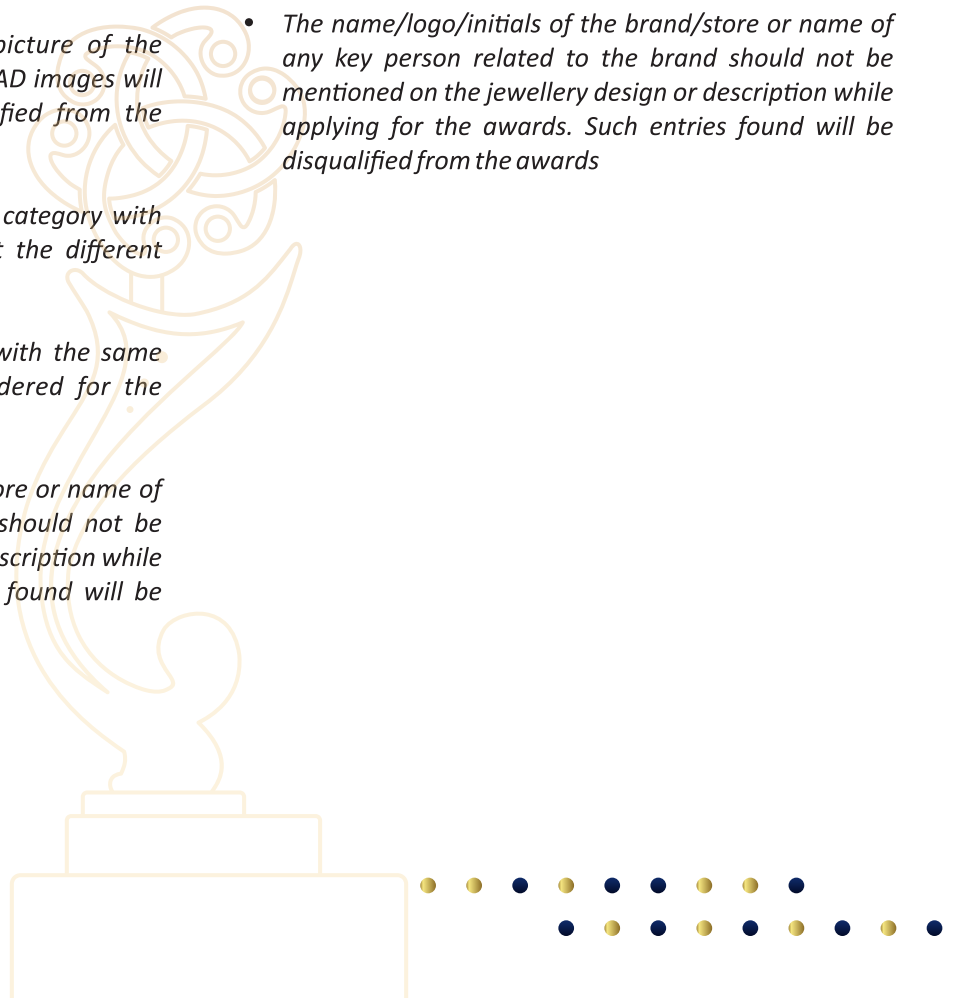 picture of the
AD images will
fied from the
category with
the different
with the same
dered for the
ore or name of
should not be
scription while
found will be
• The name/logo/initials of the brand/store or name of
any key person related to the brand should not be
mentioned on the jewellery design or description while
applying for the awards. Such entries found will be
disqualified from the awards